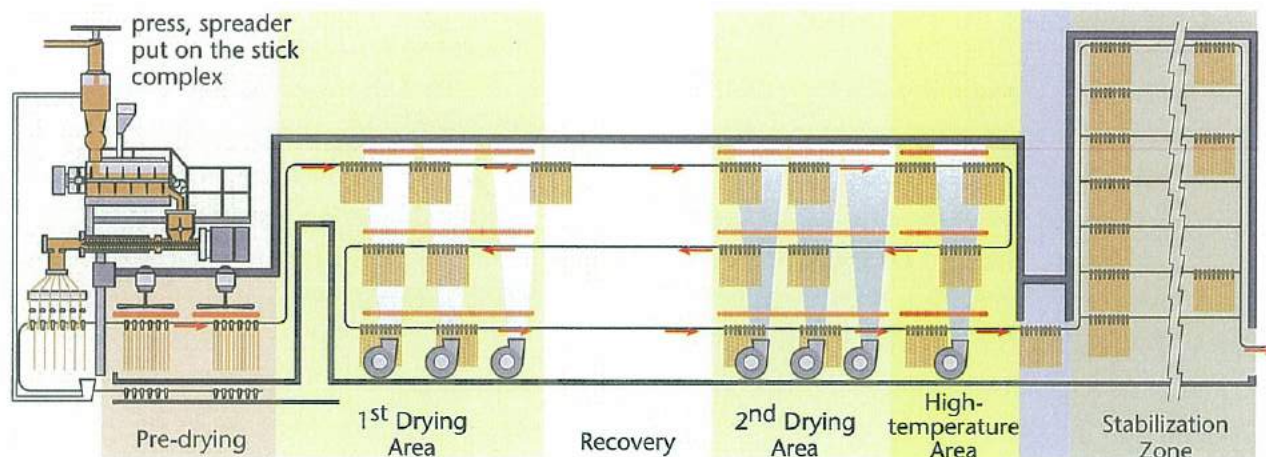 press, spreader
put on the stick
complex
Pre-drying
1st Drying
Area
Recovery
2nd Drying
Area
High-
temperature
Area
Stabilization
Zone